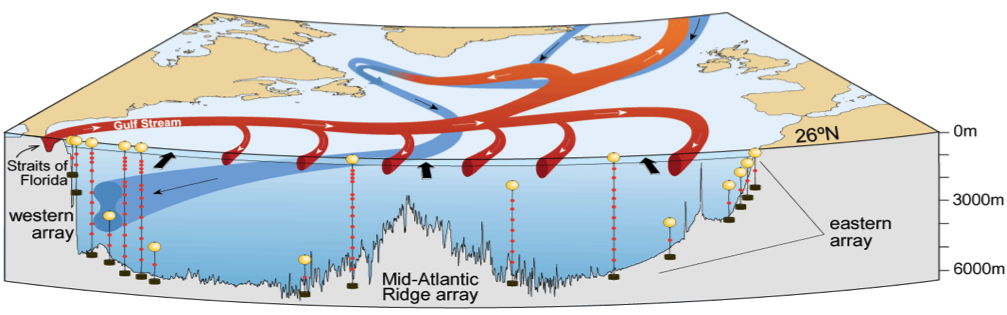 Gulf Stream
26ºN
0m
Straits of
Florida
3000m
western
array
eastern
array
6000m
Mid-Atlantic
Ridge array